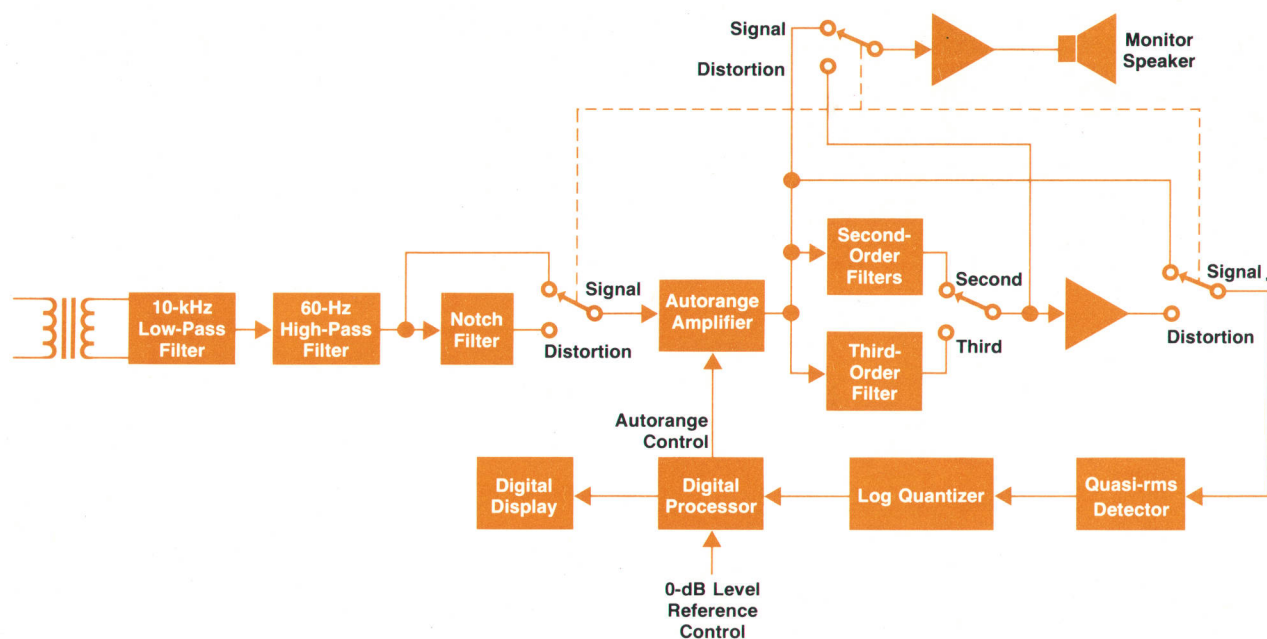 Signal
Distortion
Monitor
Speaker
10-kHz
Low-Pass
Filter
60-Hz
High-Pass
Filter
Notch
Filter
Signal
Distortion
Autorange
Amplifier
Second-
Order
Filters
Third-
Order
Filter
Second
Third
Signal
Distortion
Autorange
Control
Digital
Display
Digital
Processor
Log Quantizer
Quasi-rms
Detector
0-dB Level
Reference
Control